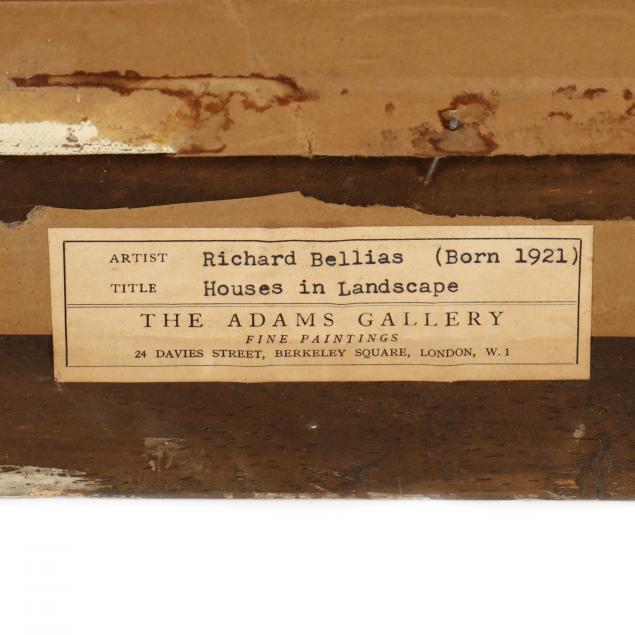 ARTIST Richard Bellias (Born 1921)
TITLE Houses in Landscape
THE ADAMS GALLERY
FINE PAINTINGS
24 DAVIES STREET, BERKELEY SQUARE, LONDON, W.1